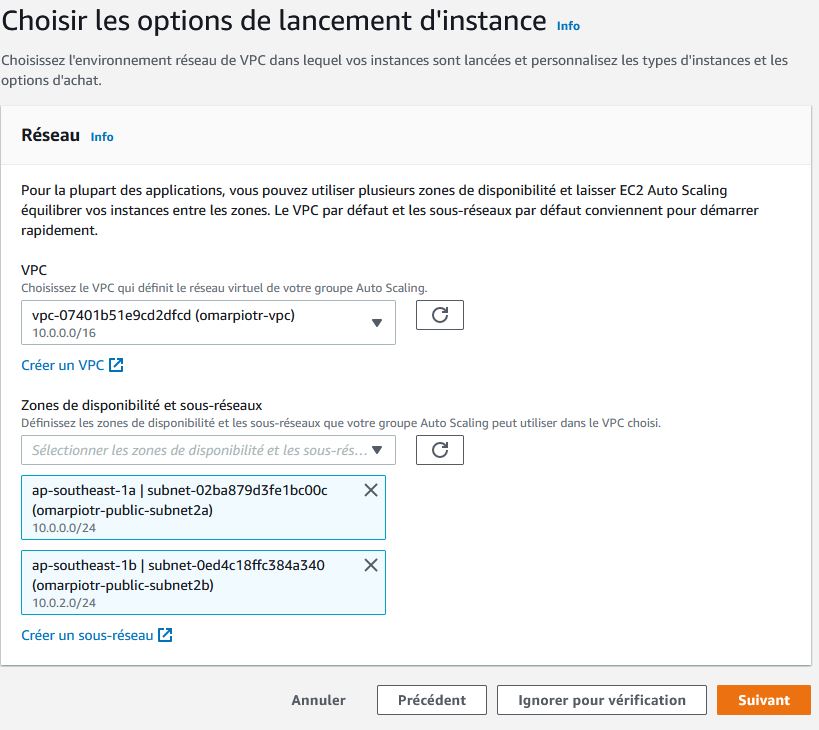 Choisir les options de lancement d'instance Info
Choisissez l'environnement réseau de VPC dans lequel vos instances sont lancées et personnalisez les types d'instances et les
options d'achat.
Réseau Info
Pour la plupart des applications, vous pouvez utiliser plusieurs zones de disponibilité et laisser EC2 Auto Scaling
équilibrer vos instances entre les zones. Le VPC par défaut et les sous-réseaux par défaut conviennent pour démarrer
rapidement.
VPC
Choisissez le VPC qui définit le réseau virtuel de votre groupe Auto Scaling.
vpc-07401b51e9cd2dfcd (omarpiotr-vpc)
10.0.0.0/16
Créer un VPC
Zones de disponibilité et sous-réseaux
Définissez les zones de disponibilité et les sous-réseaux que votre groupe Auto Scaling peut utiliser dans le VPC choisi.
Sélectionner les zones de disponibilité et les sous-rés...
ap-southeast-1a | subnet-02ba879d3fe1bc00c
(omarpiotr-public-subnet2a)
10.0.0.0/24
ap-southeast-1b | subnet-0ed4c18ffc384a340
(omarpiotr-public-subnet2b)
10.0.2.0/24
Créer un sous-réseau
Annuler Précédent Ignorer pour vérification Suivant